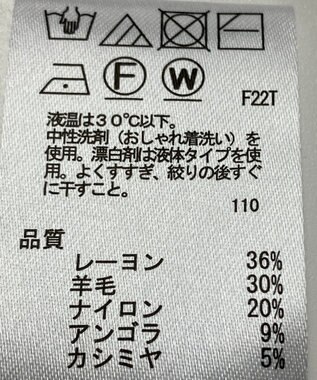 F W
F22T
液温は30℃以下。
中性洗剤（おしゃれ着洗い）を
使用。漂白剤は液体タイプを使
用。よくすすぎ、絞りの後すぐ
に干すこと。
110
品質
レーヨン 36%
羊毛 30%
ナイロン 20%
アンゴラ 9%
カシミヤ 5%